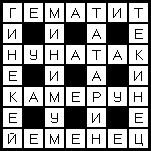 ГЕМАТИТ
И И А Е
НУНАТАК
Е И А И
КАМЕРУН
Е У И Е
ЙЕМЕНЕЦ